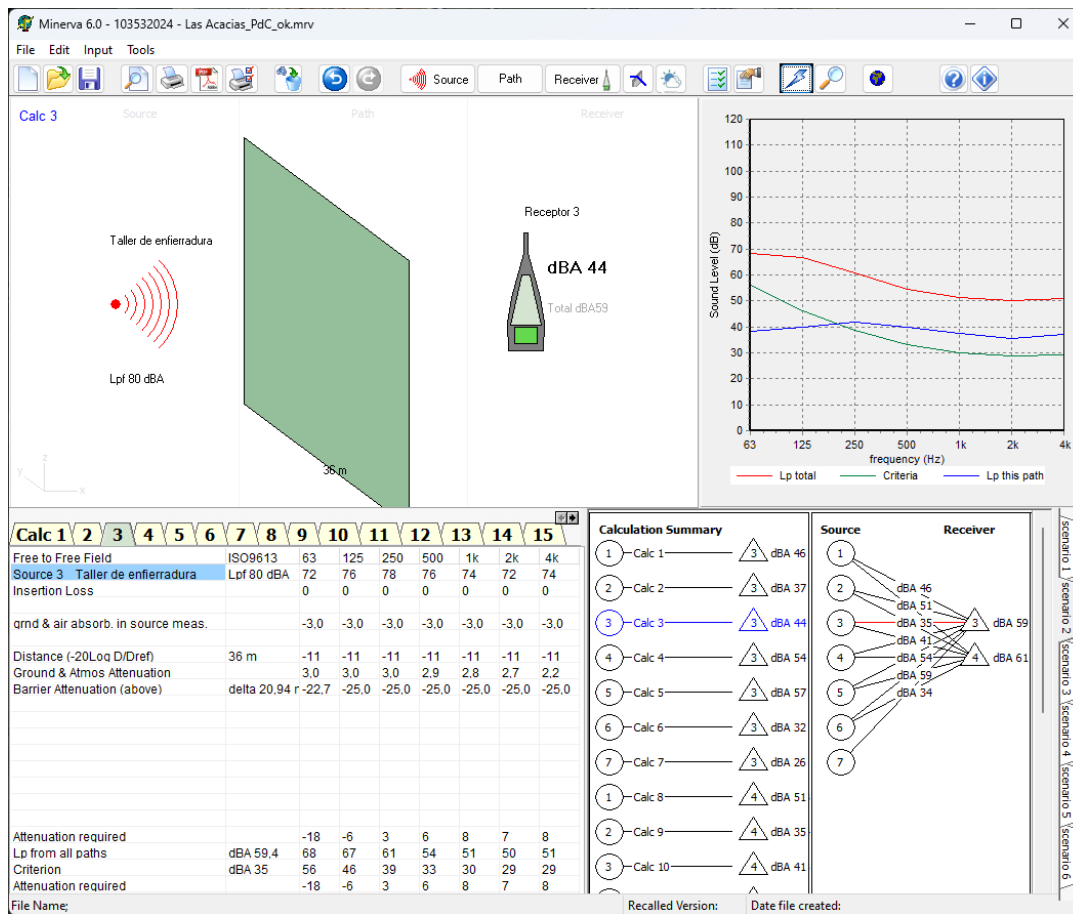 Minerva 6.0 - 103532024 - Las Acacias_PdC_ok.mrv
File Edit Input Tools
Source Path Receiver
Calc 3 Source Path Receiver
Receptor 3
Taller de enfierradura
dBA 44
Total dBA59
Lpf 80 dBA
36 m
z
y
x
Sound Level (dB)
120
110
100
90
80
70
60
50
40
30
20
10
0
63 125 250 500 1k 2k 4k
frequency (Hz)
Lp total Criteria Lp this path
Calc 1 2 3 4 5 6 7 8 9 10 11 12 13 14 15
Free to Free Field ISO9613 63 125 250 500 1k 2k 4k
Source 3 Taller de enfierradura Lpf 80 dBA 72 76 78 76 74 72 74
Insertion Loss 0 0 0 0 0 0 0
grnd & air absorb. in source meas. -3,0 -3,0 -3,0 -3,0 -3,0 -3,0 -3,0
Distance (-20Log D/Dref) 36 m -11 -11 -11 -11 -11 -11 -11
Ground & Atmos Attenuation 3,0 3,0 3,0 2,9 2,8 2,7 2,2
Barrier Attenuation (above) delta 20,94 r -22,7 -25,0 -25,0 -25,0 -25,0 -25,0 -25,0
Attenuation required -18 -6 3 6 8 7 8
Lp from all paths dBA 59,4 68 67 61 54 51 50 51
Criterion dBA 35 56 46 39 33 30 29 29
Attenuation required -18 -6 3 6 8 7 8
Calculation Summary
1 Calc 1 3 dBA 46
2 Calc 2 3 dBA 37
3 Calc 3 3 dBA 44
4 Calc 4 3 dBA 54
5 Calc 5 3 dBA 57
6 Calc 6 3 dBA 32
7 Calc 7 3 dBA 26
1 Calc 8 4 dBA 51
2 Calc 9 4 dBA 35
3 Calc 10 4 dBA 41
Source Receiver
1
2 dBA 46
dBA 51
3 dBA 35 3 dBA 59
dBA 41
4 dBA 54 4 dBA 61
dBA 59
5 dBA 34
6
7
scenario 1
scenario 2
scenario 3
scenario 4
scenario 5
scenario 6
File Name; Recalled Version: Date file created: